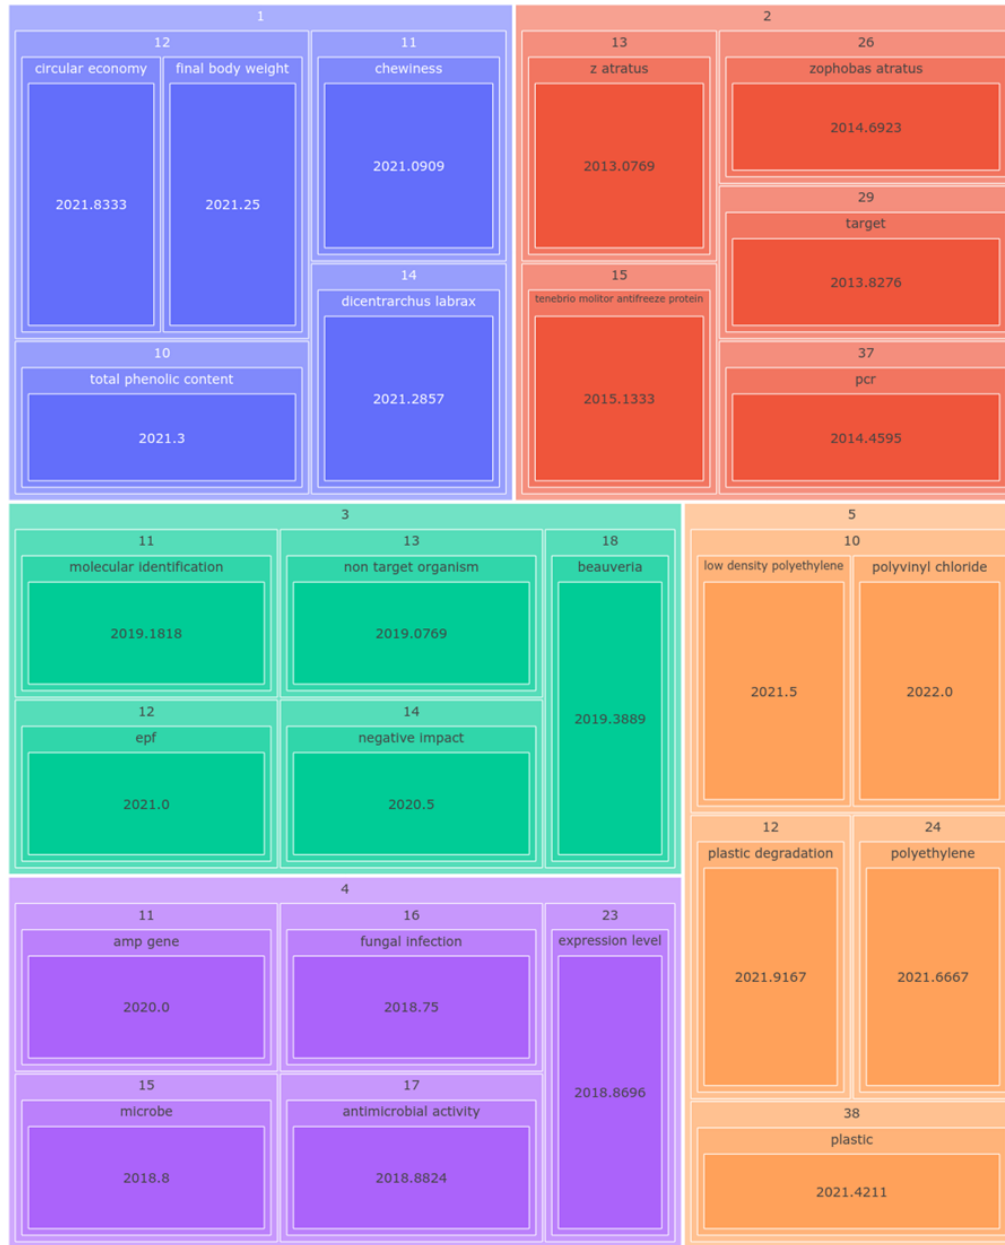 1
12
circular economy
2021.8333
final body weight
2021.25
11
chewiness
2021.0909
14
dicentrarchus labrax
2021.2857
10
total phenolic content
2021.3
2
13
z atratus
2013.0769
15
tenebrio molitor antifreeze protein
2015.1333
26
zophobas atratus
2014.6923
29
target
2013.8276
37
pcr
2014.4595
3
11
molecular identification
2019.1818
13
non target organism
2019.0769
18
beauveria
2019.3889
12
epf
2021.0
14
negative impact
2020.5
4
11
amp gene
2020.0
16
fungal infection
2018.75
23
expression level
2018.8696
15
microbe
2018.8
17
antimicrobial activity
2018.8824
5
10
low density polyethylene
2021.5
polyvinyl chloride
2022.0
12
plastic degradation
2021.9167
24
polyethylene
2021.6667
38
plastic
2021.4211